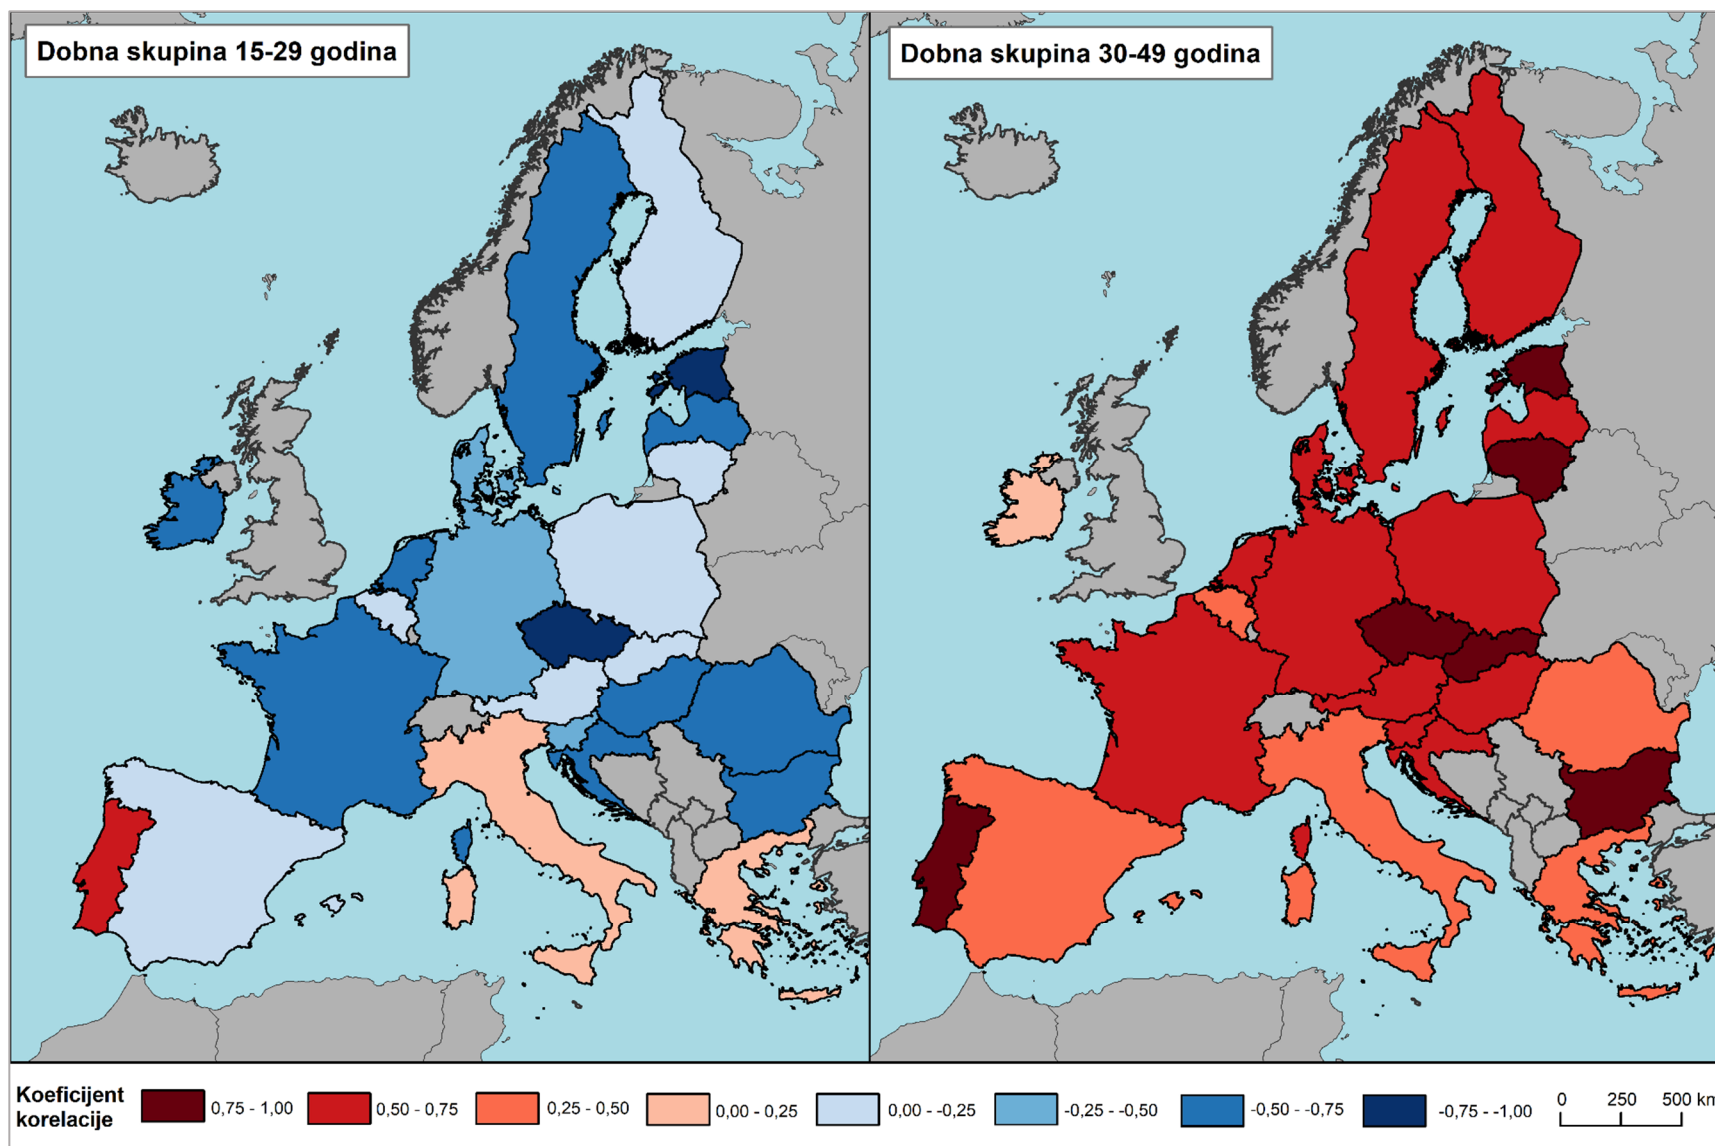 Dobna skupina 15-29 godina
Dobna skupina 30-49 godina
Koeficijent
korelacije
0,75 - 1,00
0,50 - 0,75
0,25 - 0,50
0,00 - 0,25
0,00 - -0,25
-0,25 - -0,50
-0,50 - -0,75
-0,75 - -1,00
0 250 500 km